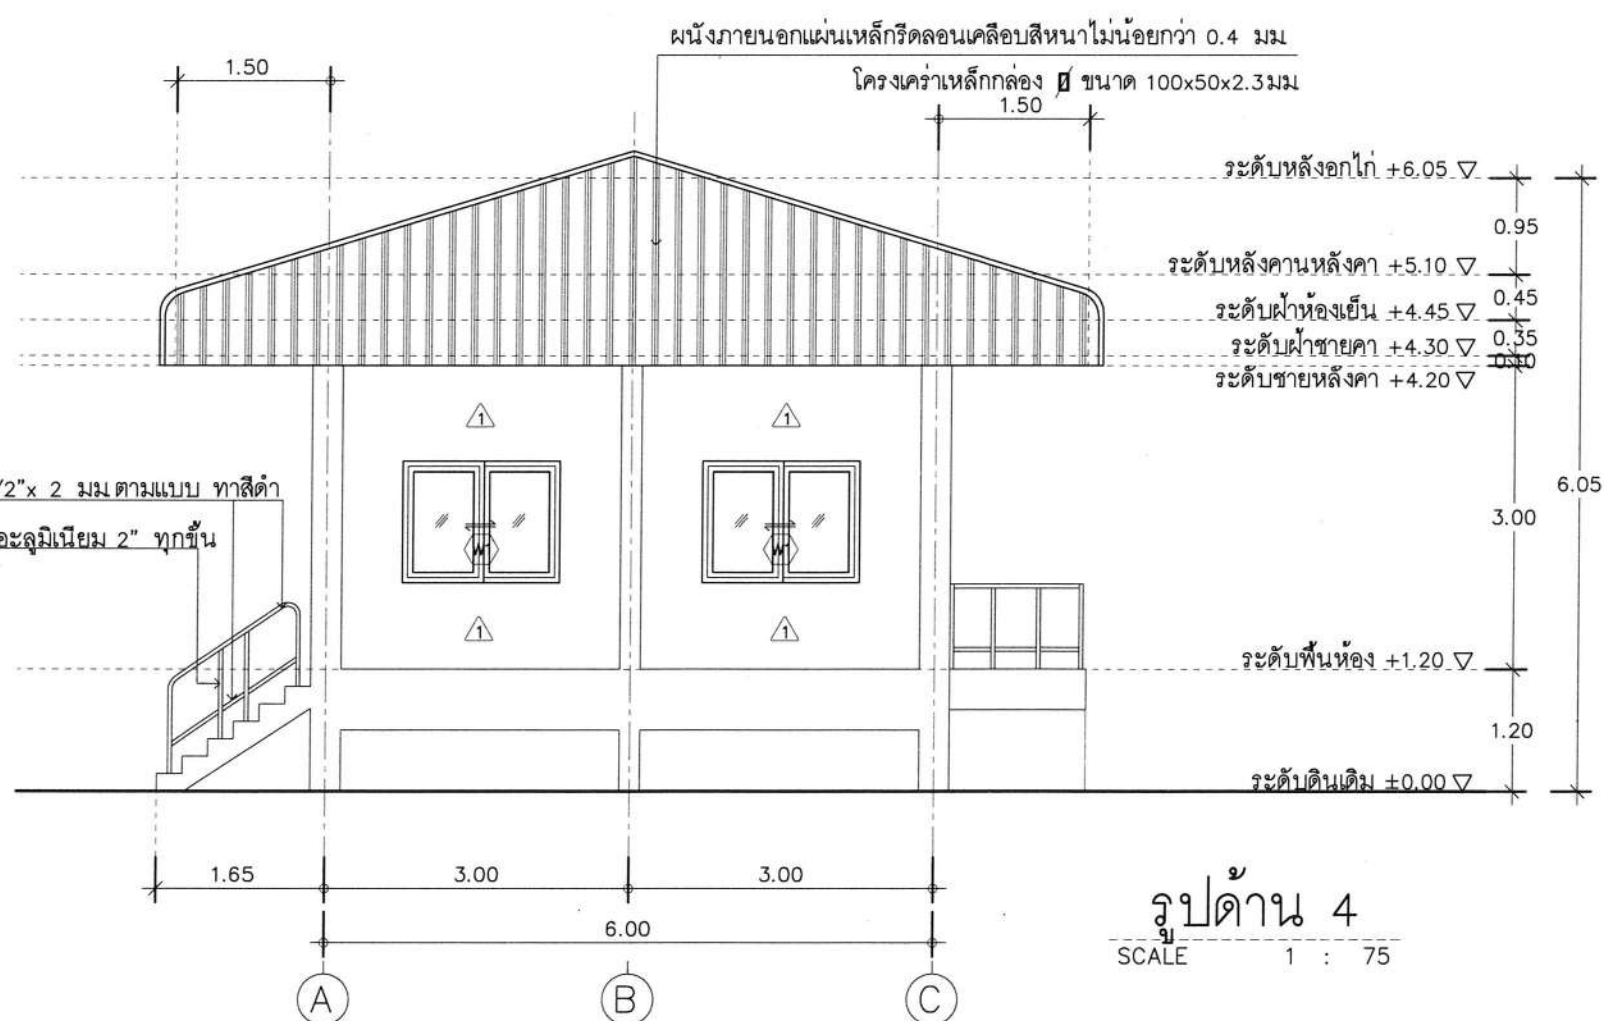 ผนังภายนอกแผ่นเหล็กรีดลอนเคลือบสีหนาไม่น้อยกว่า 0.4 มม.
โครงเคร่าเหล็กกล่อง ขนาด 100x50x2.3มม.
1.50
1.50
ระดับหลังอกไก่ +6.05
0.95
ระดับหลังคานหลังคา +5.10
0.45
ระดับฝ้าห้องเย็น +4.45
0.35
ระดับฝ้าชายคา +4.30
0.10
ระดับชายหลังคา +4.20
1
1
/2"x 2 มม.ตามแบบ ทาสีดำ
6.05
3.00
อะลูมิเนียม 2" ทุกขั้น
W1
W1
1
1
ระดับพื้นห้อง +1.20
1.20
ระดับดินเดิม ±0.00
1.65
3.00
3.00
6.00
รูปด้าน 4
SCALE 1 : 75
A
B
C